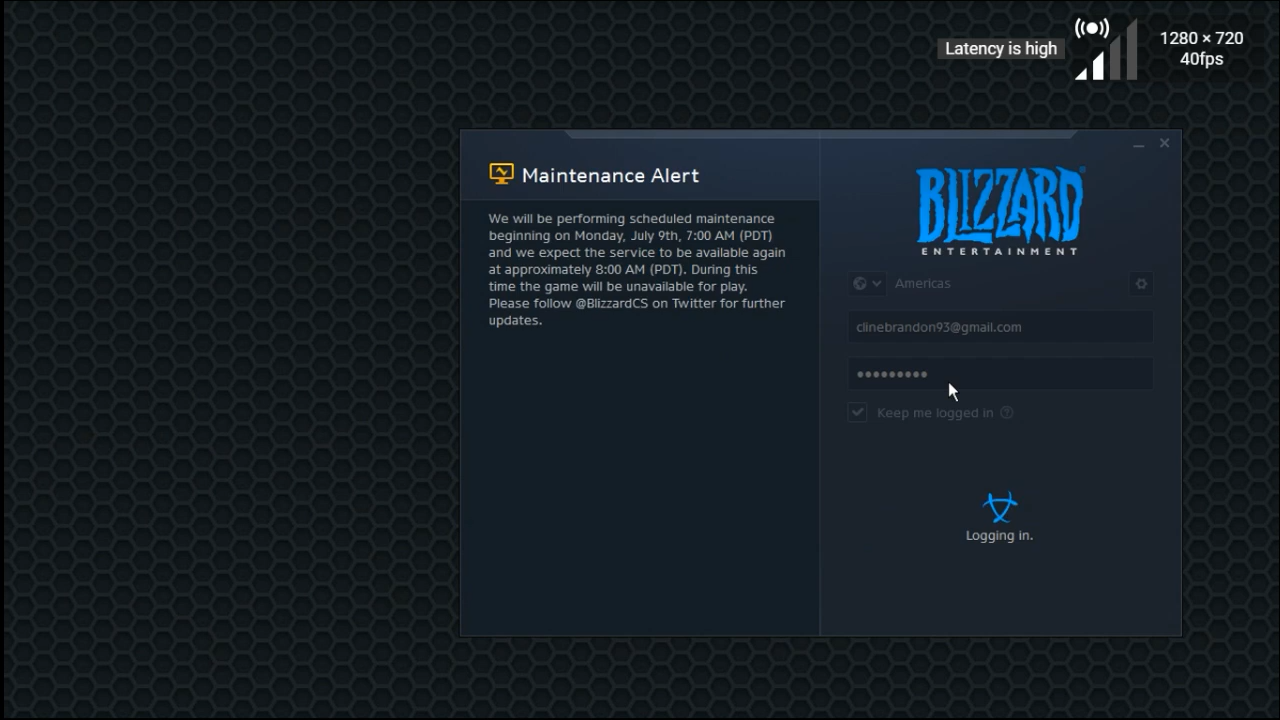 Latency is high
1280 × 720
40fps
Maintenance Alert
We will be performing scheduled maintenance
beginning on Monday, July 9th, 7:00 AM (PDT)
and we expect the service to be available again
at approximately 8:00 AM (PDT). During this
time the game will be unavailable for play.
Please follow @BlizzardCS on Twitter for further
updates.
BLIZZARD®
ENTERTAINMENT
Americas
clinebrandon93@gmail.com
•••••••••
Keep me logged in ?
Logging in.